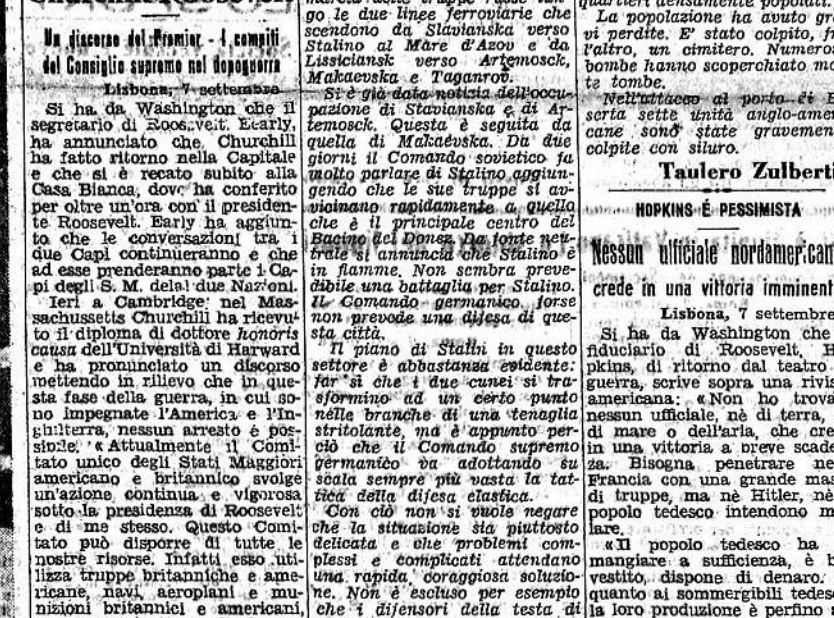 Un discorso del Premier - I compiti
del Consiglio supremo nel dopoguerra
Lisbona, 7 settembre
Si ha da Washington che il
segretario di Roosevelt, Early,
ha annunciato che Churchill
ha fatto ritorno nella Capitale
e che si è recato subito alla
Casa Bianca, dove ha conferito
per oltre un'ora con il presiden-
te Roosevelt. Early ha aggiun-
to che le conversazioni tra i
due Capi continueranno e che
ad esse prenderanno parte i Ca-
pi degli S. M. delle due Nazioni.
Ieri a Cambridge nel Mas-
sachussetts Churchill ha ricevu-
to il diploma di dottore honoris
causa dell'Università di Harward
e ha pronunciato un discorso
mettendo in rilievo che in que-
sta fase della guerra, in cui so-
no impegnate l'America e l'In-
ghilterra, nessun arresto è pos-
sibile. « Attualmente il Comi-
tato unico degli Stati Maggiori
americano e britannico svolge
un'azione continua e vigorosa
sotto la presidenza di Roosevelt
e di me stesso. Questo Comi-
tato può disporre di tutte le
nostre risorse. Infatti esso uti-
lizza truppe britanniche e ame-
ricane, navi, aeroplani e mu-
nizioni britannici e americani,
go le due linee ferroviarie che
scendono da Slavianska verso
Stalino al Mare d'Azov e da
Lissiciansk verso Artemosck,
Makaevska e Taganrov.
Si è già data notizia dell'occu-
pazione di Stavianska e di Ar-
temosck. Questa è seguita da
quella di Makaevska. Da due
giorni il Comando sovietico fa
molto parlare di Stalino aggiun-
gendo che le sue truppe si av-
vicinano rapidamente a quello
che è il principale centro del
Bacino del Donez. Da fonte neu-
trale si annuncia che Stalino è
in fiamme. Non sembra preve-
dibile una battaglia per Stalino.
Il Comando germanico forse
non prevede una difesa di que-
sta città.
Il piano di Stalin in questo
settore è abbastanza evidente:
far sì che i due cunei si tra-
sformino ad un certo punto
nelle branche di una tenaglia
stritolante, ma è appunto per-
ciò che il Comando supremo
germanico va adottando su
scala sempre più vasta la tat-
tica della difesa elastica.
Con ciò non si vuole negare
che la situazione sia piuttosto
delicata e che problemi com-
plessi e complicati attendano
una rapida, coraggiosa soluzio-
ne. Non è escluso per esempio
che i difensori della testa di
La popolazione ha avuto gra
vi perdite. E' stato colpito, fr
l'altro, un cimitero. Numero
bombe hanno scoperchiato mo
te tombe.
Nell'attacco al porto di B
serta sette unità anglo-amer
cane sono state gravemen
colpite con siluro.
Taulero Zulberti
HOPKINS È PESSIMISTA
Nessun ufficiale nordamerican
crede in una vittoria imminent
Lisbona, 7 settembre
Si ha da Washington che
fiduciario di Roosevelt, H
pkins, di ritorno dal teatro
guerra, scrive sopra una rivis
americana: « Non ho trova
nessun ufficiale, nè di terra,
di mare o dell'aria, che cre
in una vittoria a breve scade
za. Bisogna penetrare ne
Francia con una grande mas
di truppe, ma nè Hitler, nè
popolo tedesco intendono m
lare.
« Il popolo tedesco ha
mangiare a sufficienza, è b
vestito, dispone di denaro.
quanto ai sommergibili tedes
la loro produzione è perfino